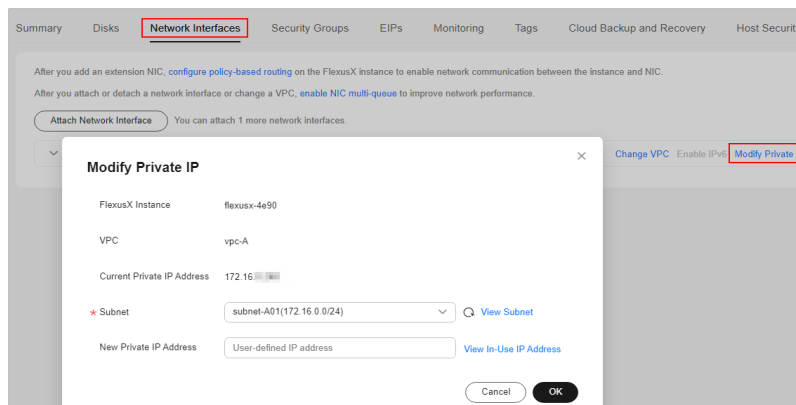 Summary Disks Network Interfaces Security Groups EIPs Monitoring Tags Cloud Backup and Recovery Host Securit
After you add an extension NIC, configure policy-based routing on the FlexusX instance to enable network communication between the instance and NIC.
After you attach or detach a network interface or change a VPC, enable NIC multi-queue to improve network performance.
Attach Network Interface You can attach 1 more network interfaces.
Change VPC Enable IPv6 Modify Private
Modify Private IP
FlexusX Instance flexusx-4e90
VPC vpc-A
Current Private IP Address 172.16.
* Subnet subnet-A01(172.16.0.0/24) View Subnet
New Private IP Address User-defined IP address View In-Use IP Address
Cancel OK